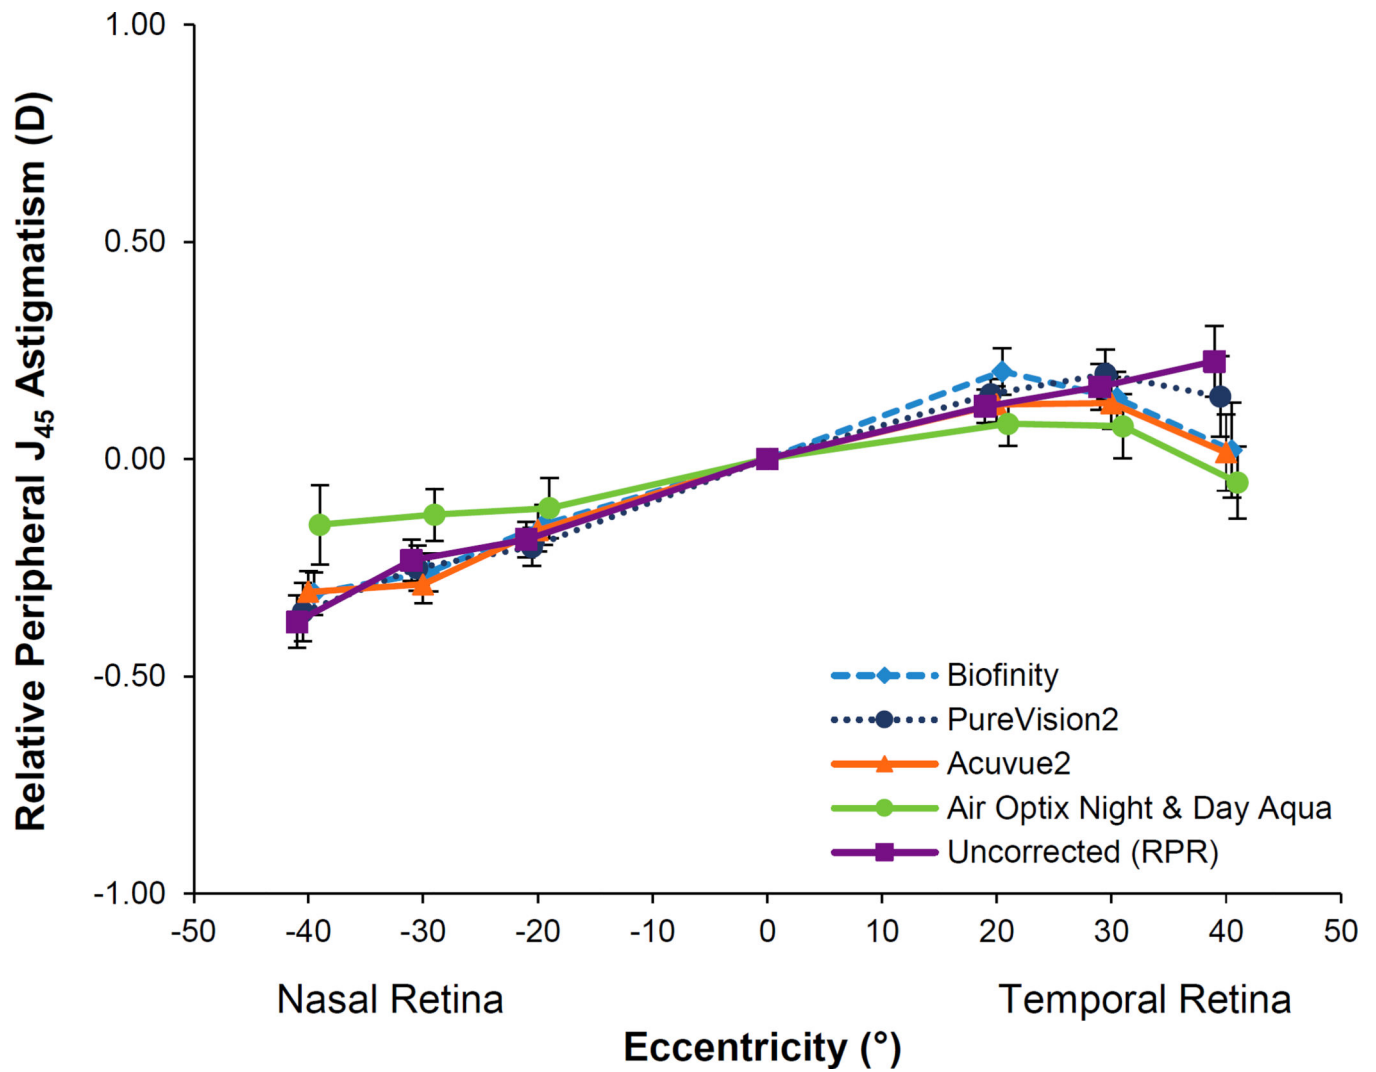 Relative Peripheral J45 Astigmatism (D)
1.00
0.50
0.00
-0.50
-1.00
Biofinity
PureVision2
Acuvue2
Air Optix Night & Day Aqua
Uncorrected (RPR)
-50 -40 -30 -20 -10 0 10 20 30 40 50
Nasal Retina Temporal Retina
Eccentricity (°)